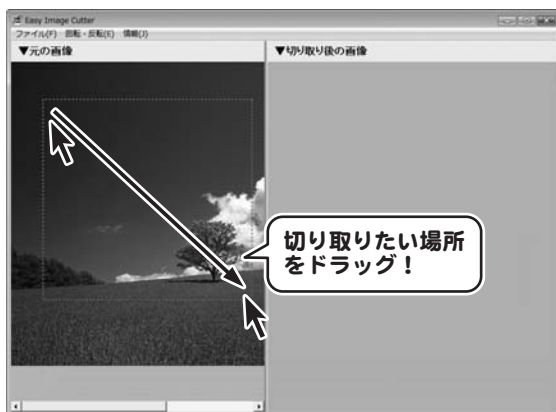 Easy Image Cutter
ファイル(F) 回転・反転(E) 情報(J)
▼元の画像
▼切り取り後の画像
切り取りたい場所
をドラッグ！